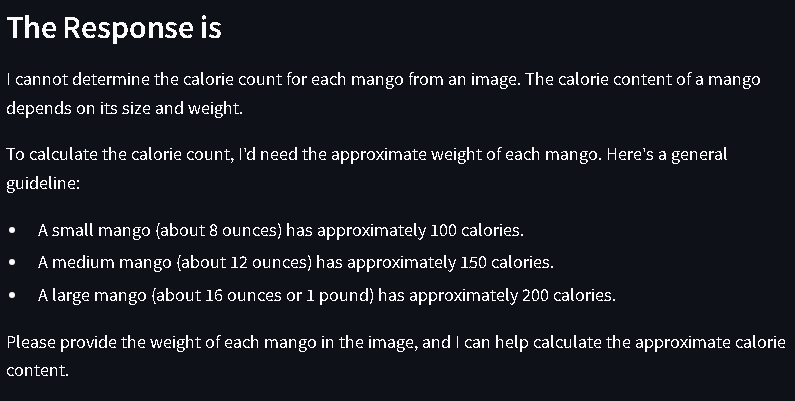 The Response is
I cannot determine the calorie count for each mango from an image. The calorie content of a mango
depends on its size and weight.
To calculate the calorie count, I'd need the approximate weight of each mango. Here's a general
guideline:
• A small mango (about 8 ounces) has approximately 100 calories.
• A medium mango (about 12 ounces) has approximately 150 calories.
• A large mango (about 16 ounces or 1 pound) has approximately 200 calories.
Please provide the weight of each mango in the image, and I can help calculate the approximate calorie
content.